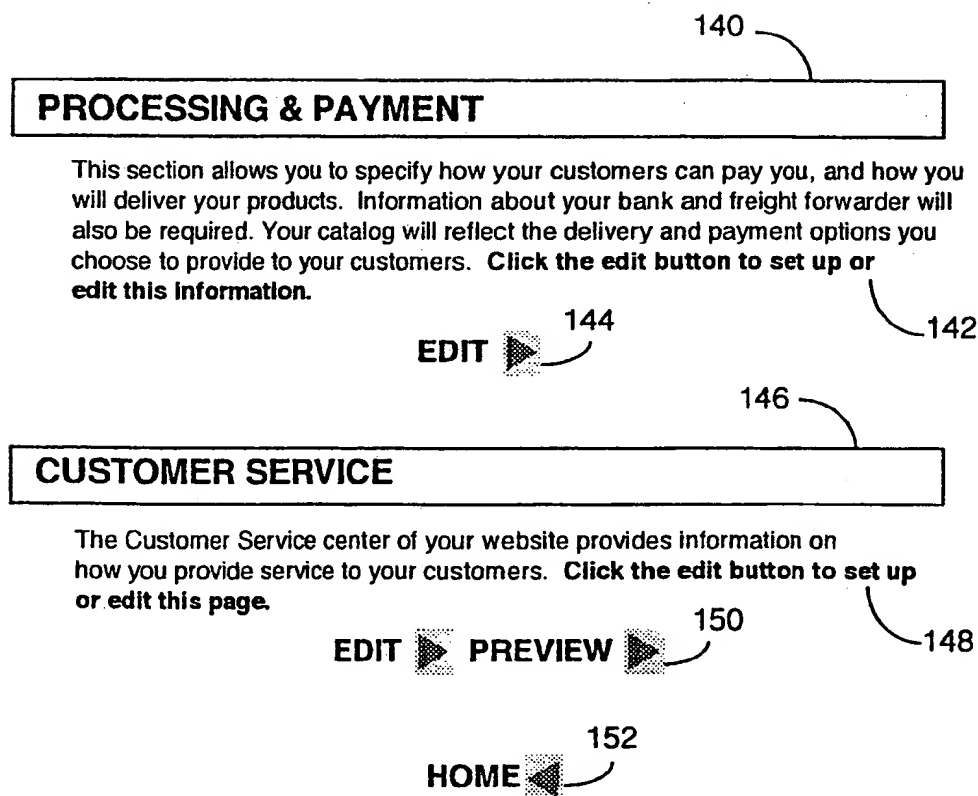 140
PROCESSING & PAYMENT
This section allows you to specify how your customers can pay you, and how you
will deliver your products. Information about your bank and freight forwarder will
also be required. Your catalog will reflect the delivery and payment options you
choose to provide to your customers. Click the edit button to set up or
edit this information.
142
144
EDIT
146
CUSTOMER SERVICE
The Customer Service center of your website provides information on
how you provide service to your customers. Click the edit button to set up
or edit this page.
148
150
EDIT PREVIEW
152
HOME